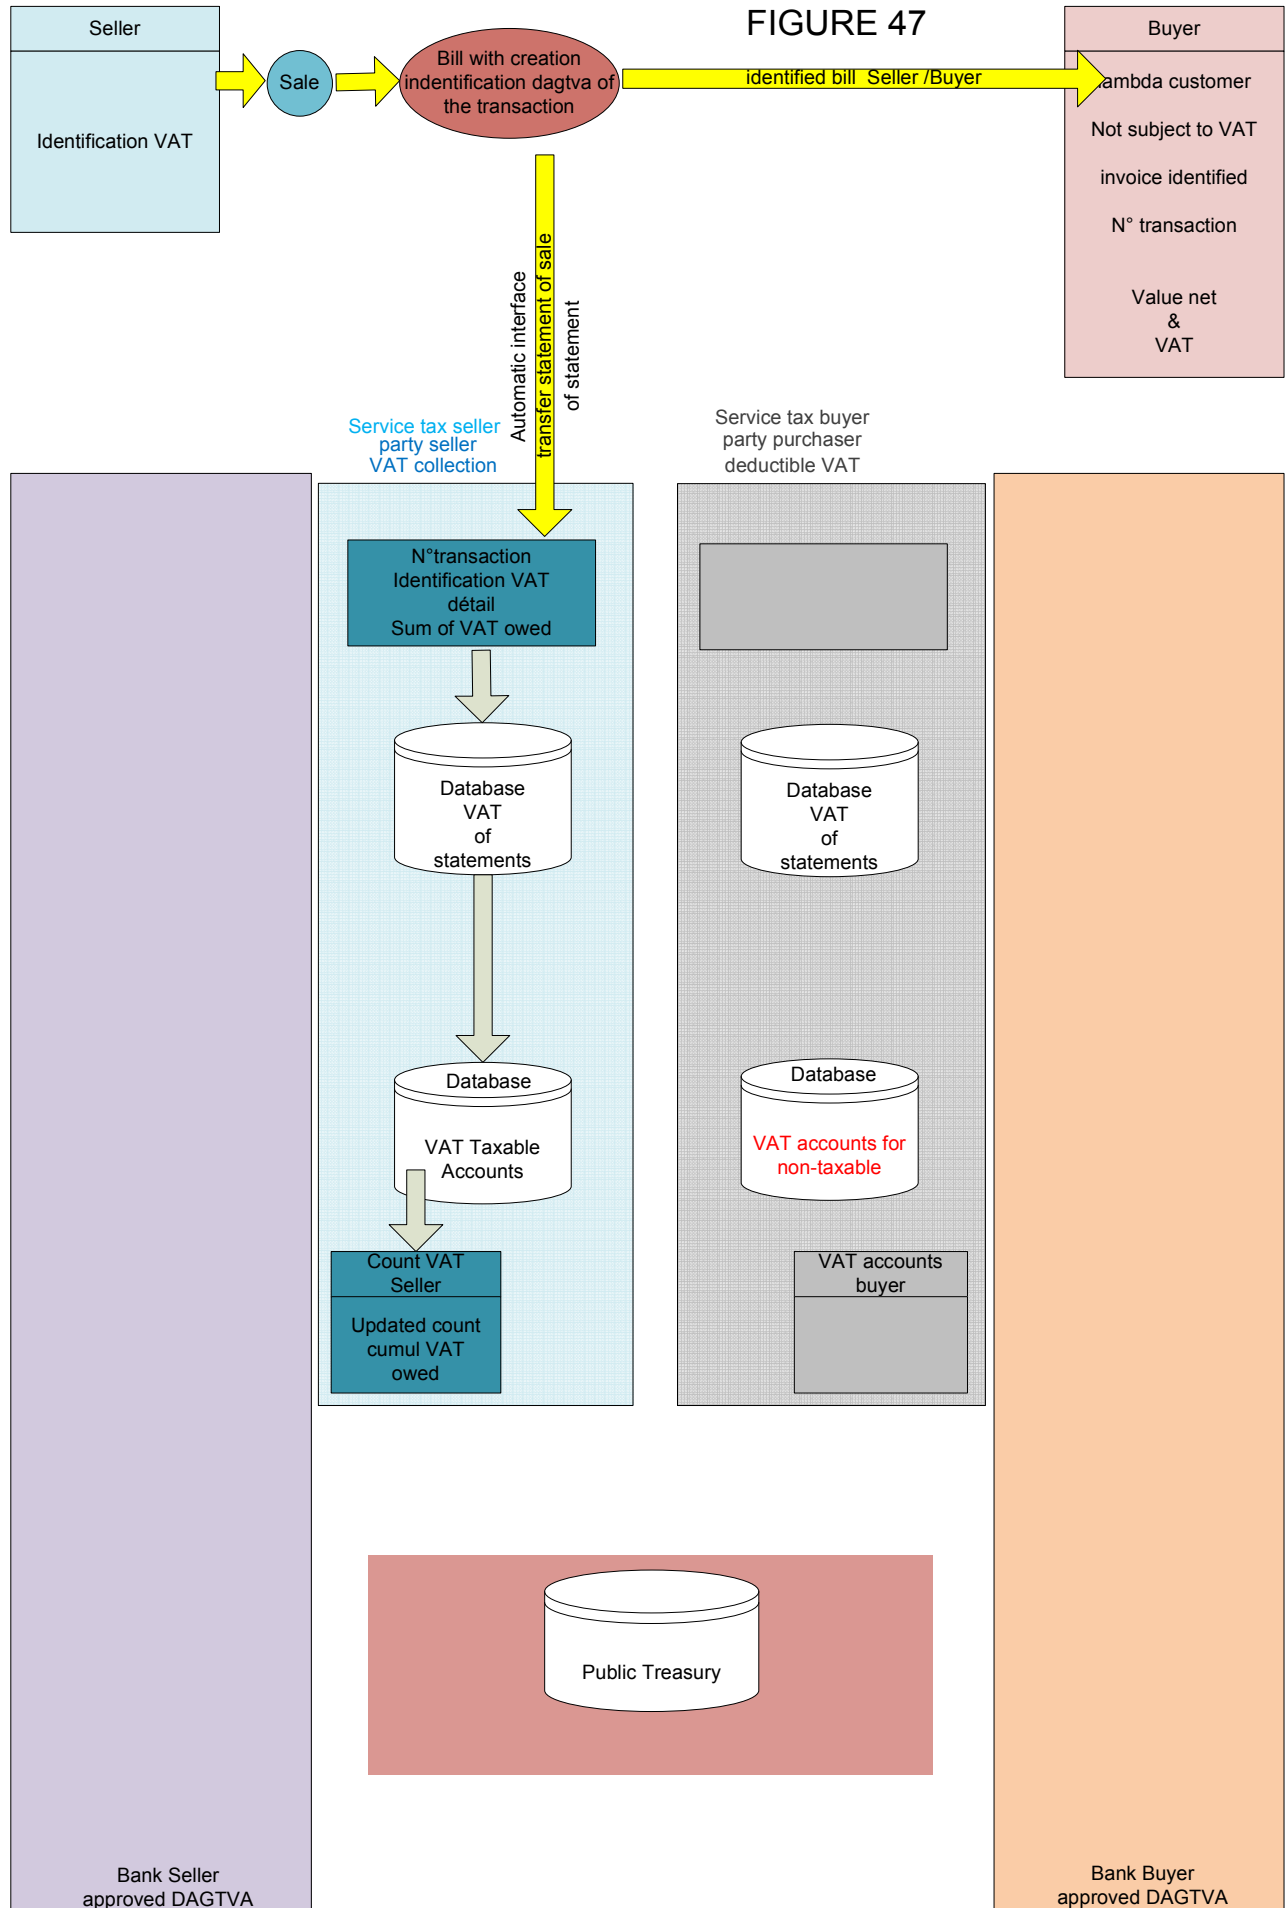 FIGURE 47
Seller
Identification VAT
Sale
Bill with creation
indentification dagtva of
the transaction
identified bill Seller /Buyer
Buyer
lambda customer
Not subject to VAT
invoice identified
N° transaction
Value net
&
VAT
Automatic interface
transfer statement of sale
of statement
Service tax seller
party seller
VAT collection
Service tax buyer
party purchaser
deductible VAT
N°transaction
Identification VAT
détail
Sum of VAT owed
Database
VAT
of
statements
Database
VAT
of
statements
Database
VAT Taxable
Accounts
Database
VAT accounts for
non-taxable
Count VAT
Seller
Updated count
cumul VAT
owed
VAT accounts
buyer
Public Treasury
Bank Seller
approved DAGTVA
Bank Buyer
approved DAGTVA